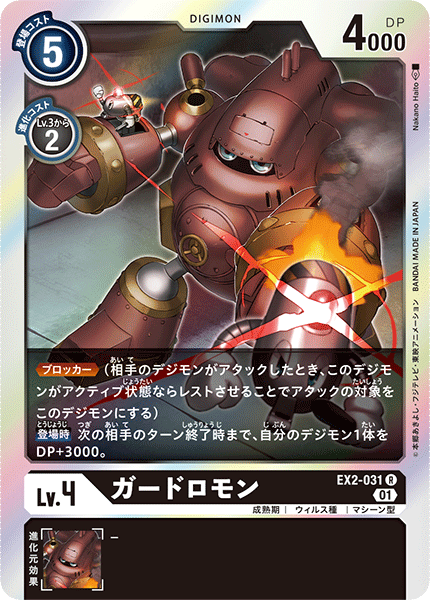 DIGIMON
登場コスト
5
DP
4000
進化コスト
Lv.3から
2
Nakano Haito
©本郷あきよし・フジテレビ・東映アニメーション BANDAI MADE IN JAPAN
ブロッカー(相手のデジモンがアタックしたとき、このデジモ
ンがアクティブ状態ならレストさせることでアタックの対象を
このデジモンにする)
登場時 次の相手のターン終了時まで、自分のデジモン1体を
DP+3000。
Lv.4
ガードロモン
EX2-031 R
01
成熟期 | ウィルス種 | マシーン型
進化元効果
–